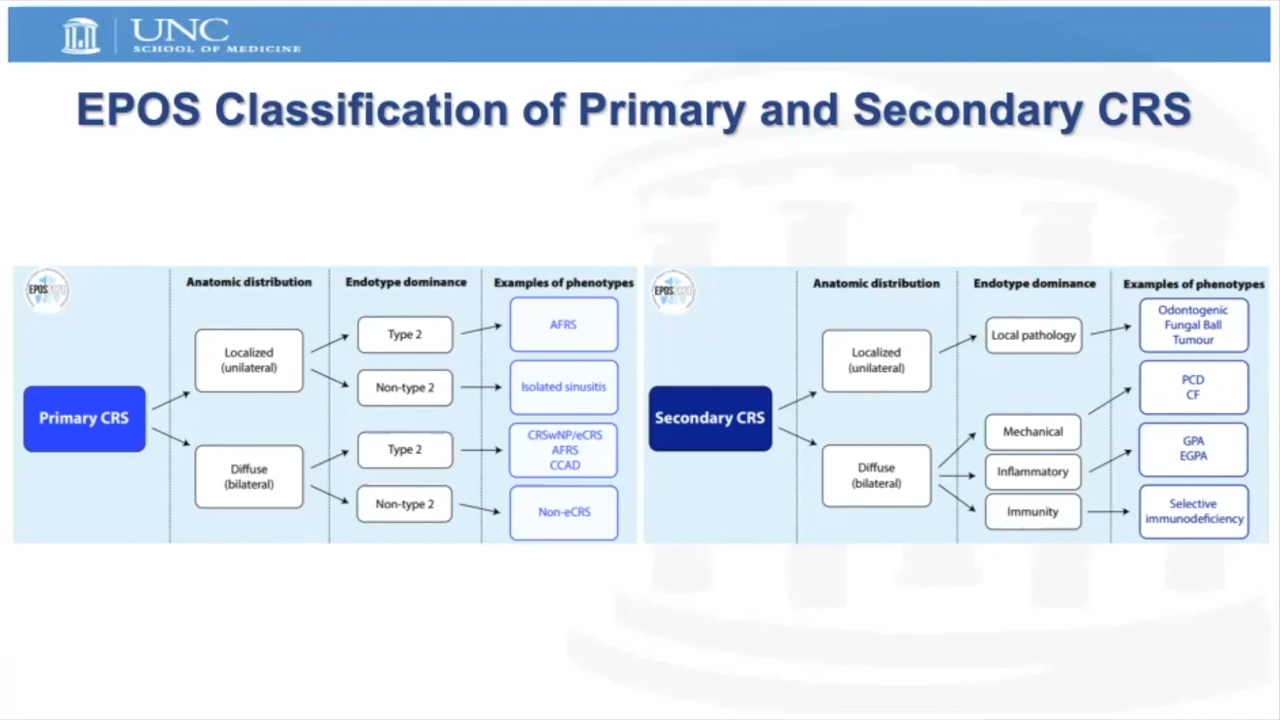 UNC
SCHOOL OF MEDICINE
EPOS Classification of Primary and Secondary CRS
EPOS2020
Anatomic distribution
Endotype dominance
Examples of phenotypes
Primary CRS
Localized
(unilateral)
Diffuse
(bilateral)
Type 2
Non-type 2
Type 2
Non-type 2
AFRS
Isolated sinusitis
CRSwNP/eCRS
AFRS
CCAD
Non-eCRS
EPOS2020
Anatomic distribution
Endotype dominance
Examples of phenotypes
Secondary CRS
Localized
(unilateral)
Diffuse
(bilateral)
Local pathology
Mechanical
Inflammatory
Immunity
Odontogenic
Fungal Ball
Tumour
PCD
CF
GPA
EGPA
Selective
immunodeficiency